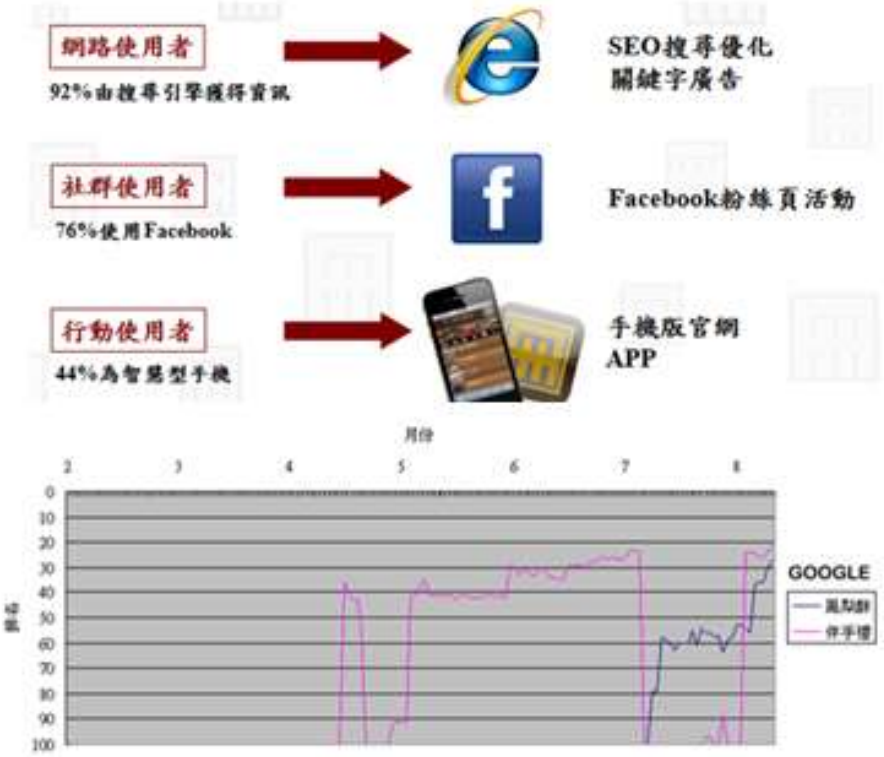 網路使用者
SEO搜尋優化
92%由搜尋引擎獲得資訊
關鍵字廣告
社群使用者
Facebook粉絲頁活動
76%使用Facebook
行動使用者
手機版官網
44%為智慧型手機
APP
月份
2 3 4 5 6 7 8
0
10
20
30
40
50
60
70
80
90
100
排名
GOOGLE
鳳梨酥
伴手禮